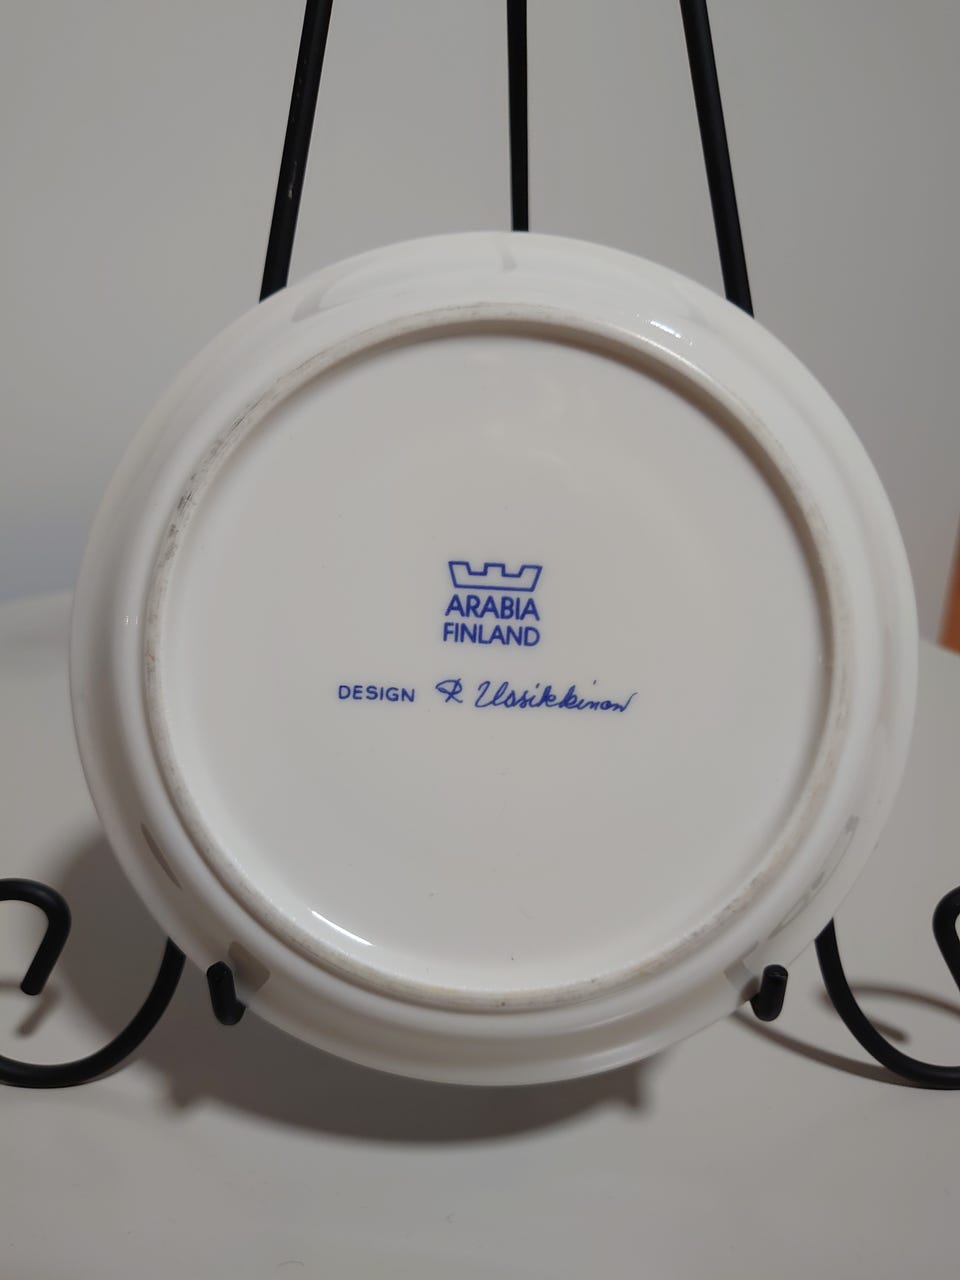 ARABIA
FINLAND
DESIGN R Uosikkinen